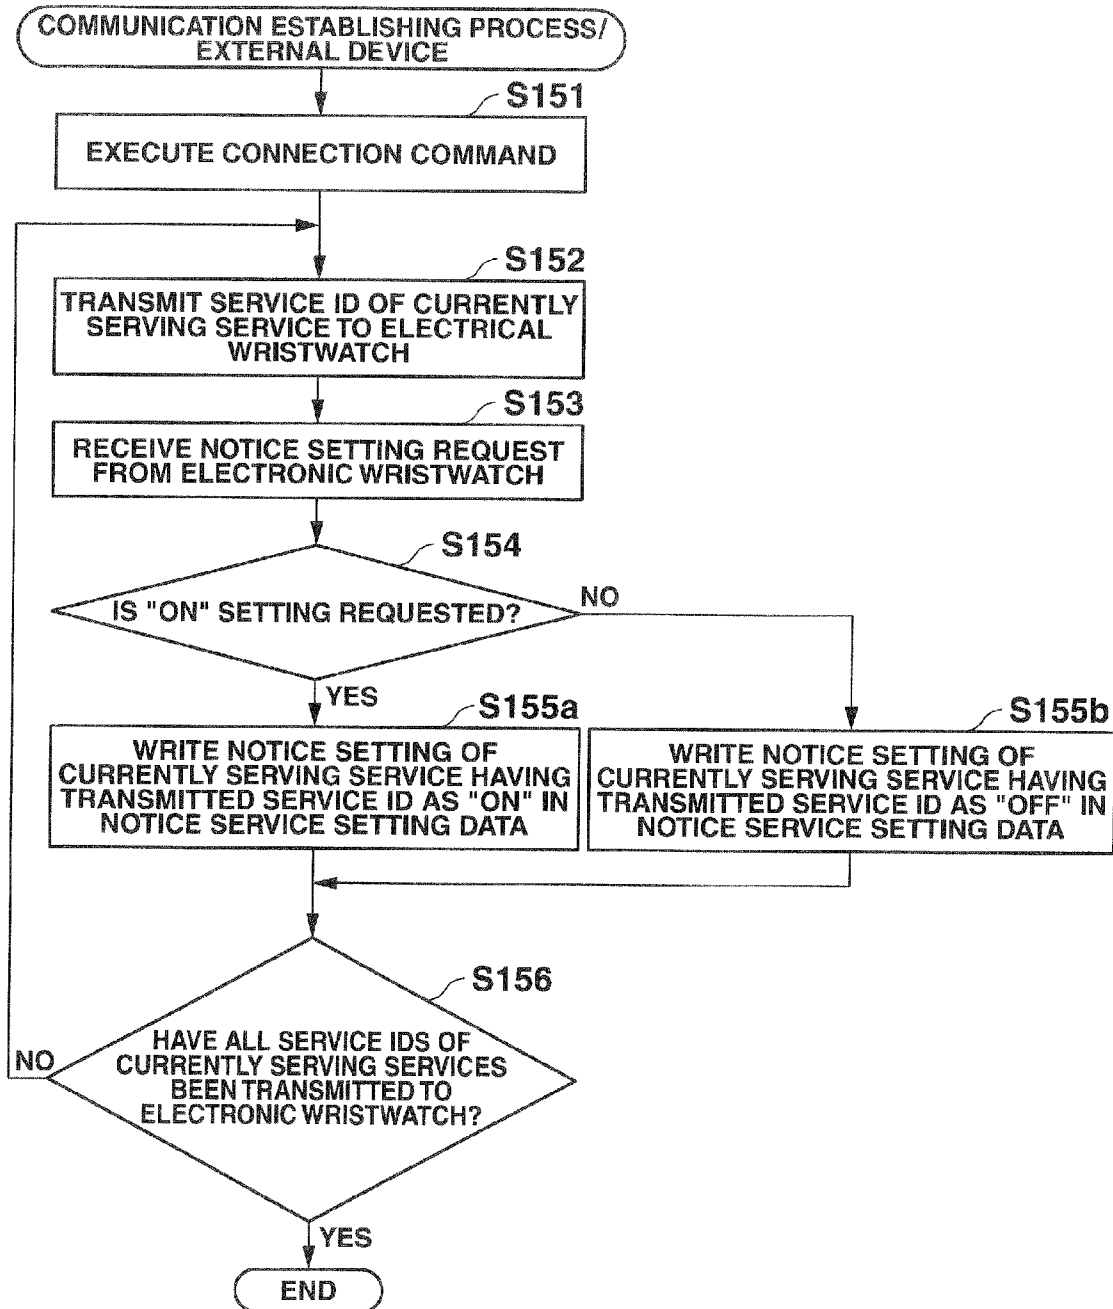 COMMUNICATION ESTABLISHING PROCESS/
EXTERNAL DEVICE
S151
EXECUTE CONNECTION COMMAND
S152
TRANSMIT SERVICE ID OF CURRENTLY
SERVING SERVICE TO ELECTRICAL
WRISTWATCH
S153
RECEIVE NOTICE SETTING REQUEST
FROM ELECTRONIC WRISTWATCH
S154
IS "ON" SETTING REQUESTED?
NO
YES
S155a
WRITE NOTICE SETTING OF
CURRENTLY SERVING SERVICE HAVING
TRANSMITTED SERVICE ID AS "ON" IN
NOTICE SERVICE SETTING DATA
S155b
WRITE NOTICE SETTING OF
CURRENTLY SERVING SERVICE HAVING
TRANSMITTED SERVICE ID AS "OFF" IN
NOTICE SERVICE SETTING DATA
S156
HAVE ALL SERVICE IDS OF
CURRENTLY SERVING SERVICES
BEEN TRANSMITTED TO
ELECTRONIC WRISTWATCH?
NO
YES
END